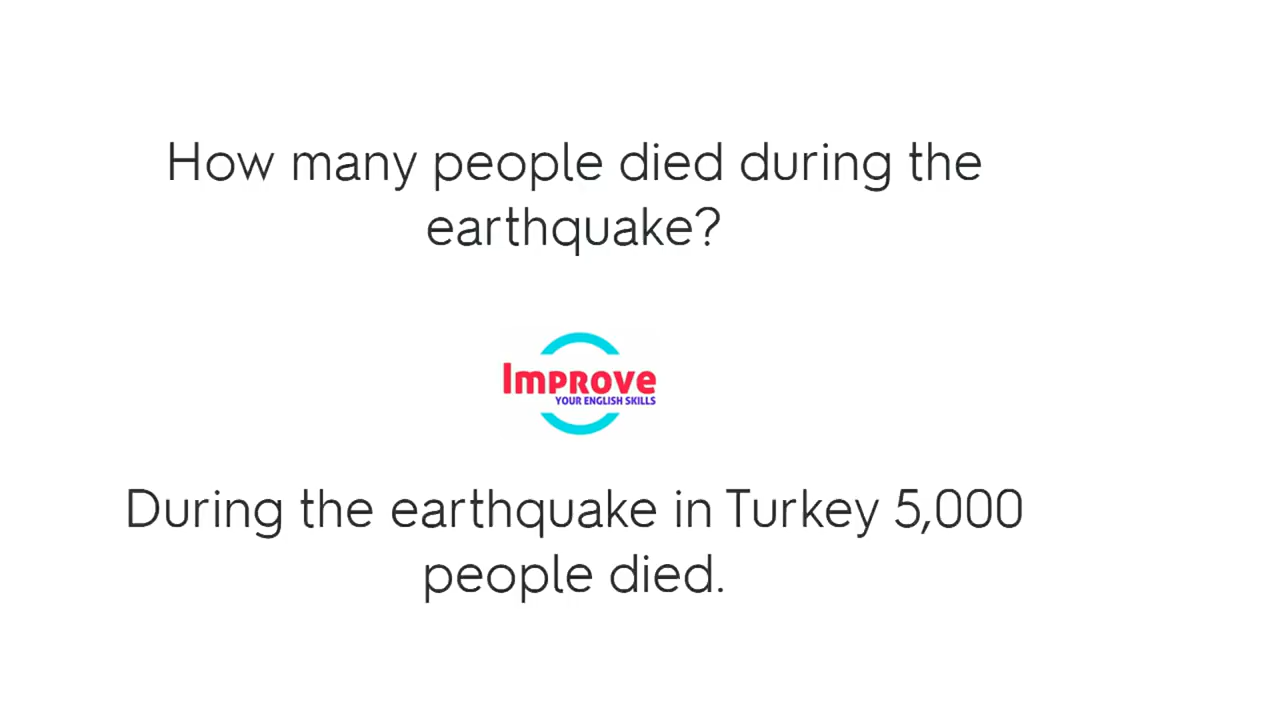 How many people died during the
earthquake?
Improve
YOUR ENGLISH SKILLS
During the earthquake in Turkey 5,000
people died.